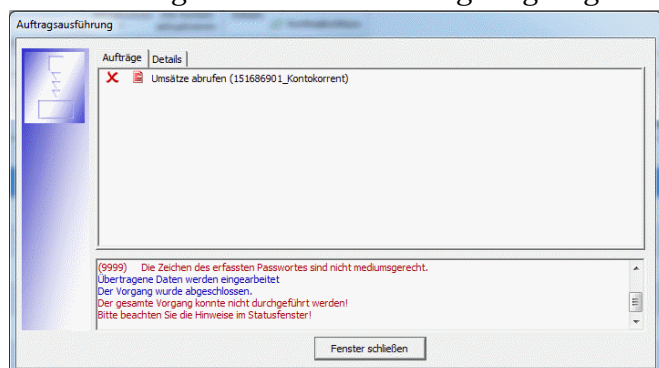 Auftragsausführung
Aufträge Details
Umsätze abrufen (151686901_Kontokorrent)
(9999) Die Zeichen des erfassten Passwortes sind nicht mediumsgerecht.
Übertragene Daten werden eingearbeitet
Der Vorgang wurde abgeschlossen.
Der gesamte Vorgang konnte nicht durchgeführt werden!
Bitte beachten Sie die Hinweise im Statusfenster!
Fenster schließen